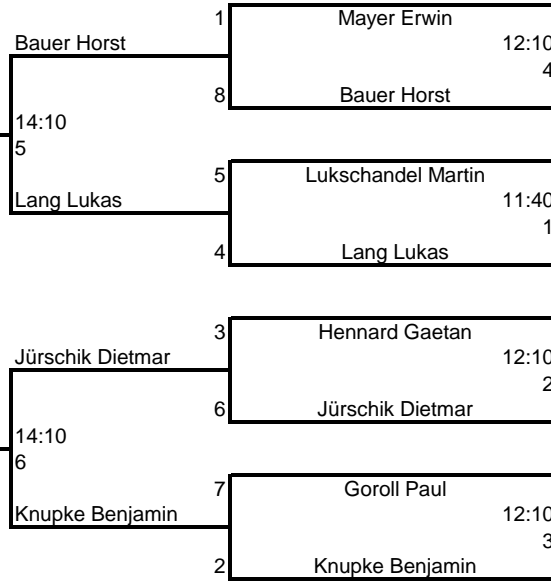 1 Mayer Erwin
Bauer Horst 12:10
4
8 Bauer Horst
14:10
5
5 Lukschandel Martin
Lang Lukas 11:40
1
4 Lang Lukas
3 Hennard Gaetan
Jürschik Dietmar 12:10
2
6 Jürschik Dietmar
14:10
6
7 Goroll Paul
Knupke Benjamin 12:10
3
2 Knupke Benjamin